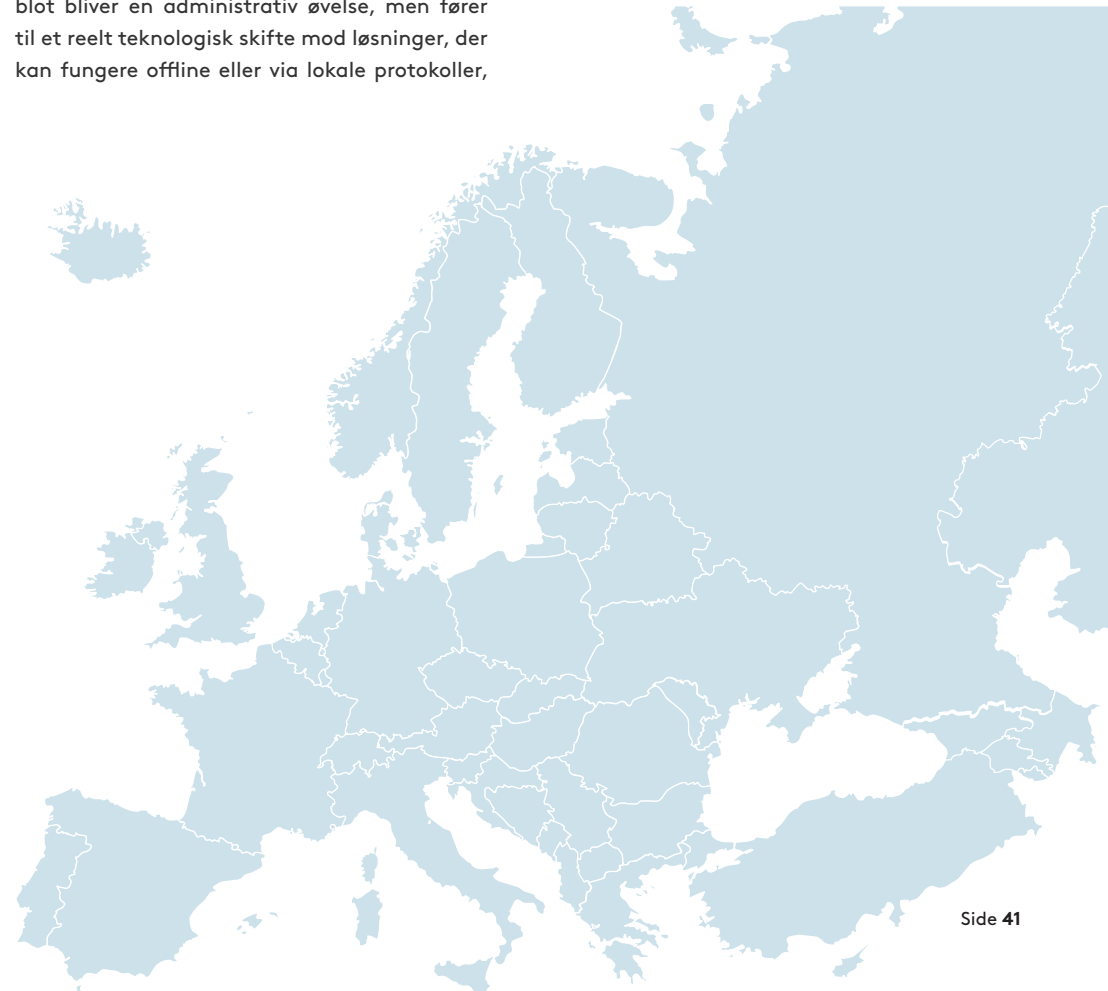 blot bliver en administrativ øvelse, men fører
til et reelt teknologisk skifte mod løsninger, der
kan fungere offline eller via lokale protokoller,
Side 41